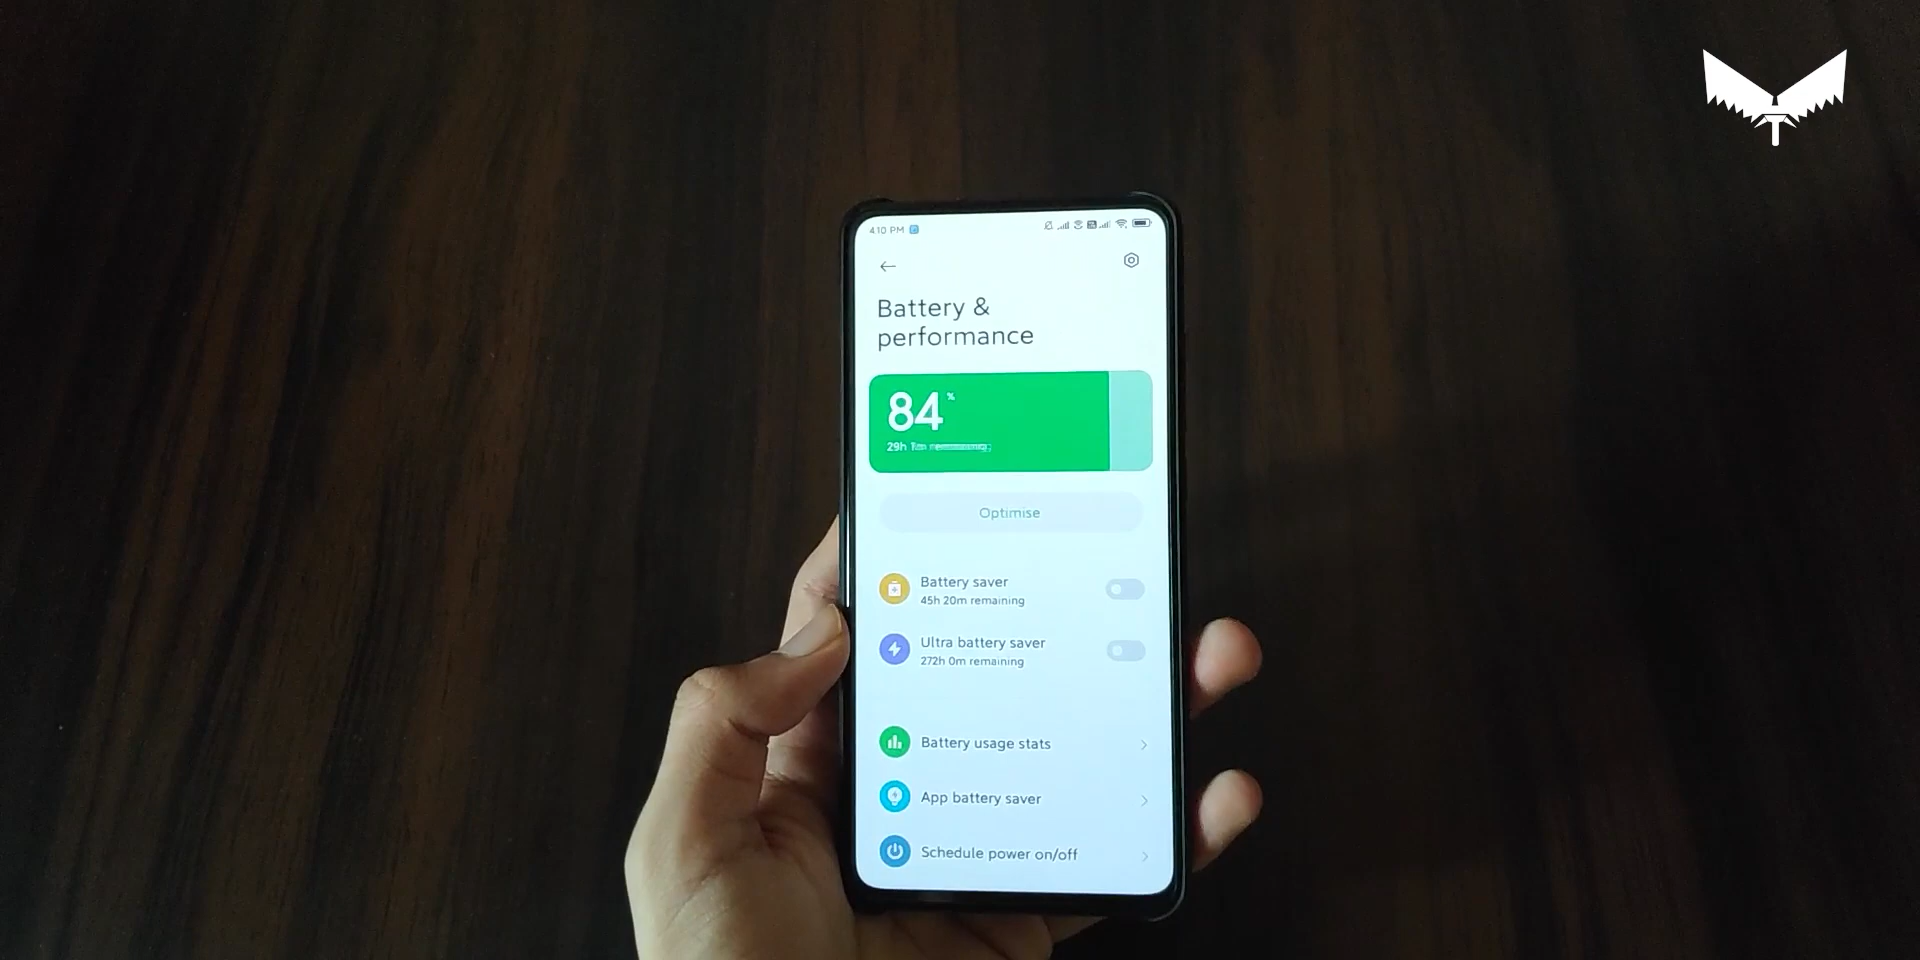 4:10 PM
Battery &
performance
84%
29h
Optimise
Battery saver
45h 20m remaining
Ultra battery saver
272h 0m remaining
Battery usage stats
App battery saver
Schedule power on/off